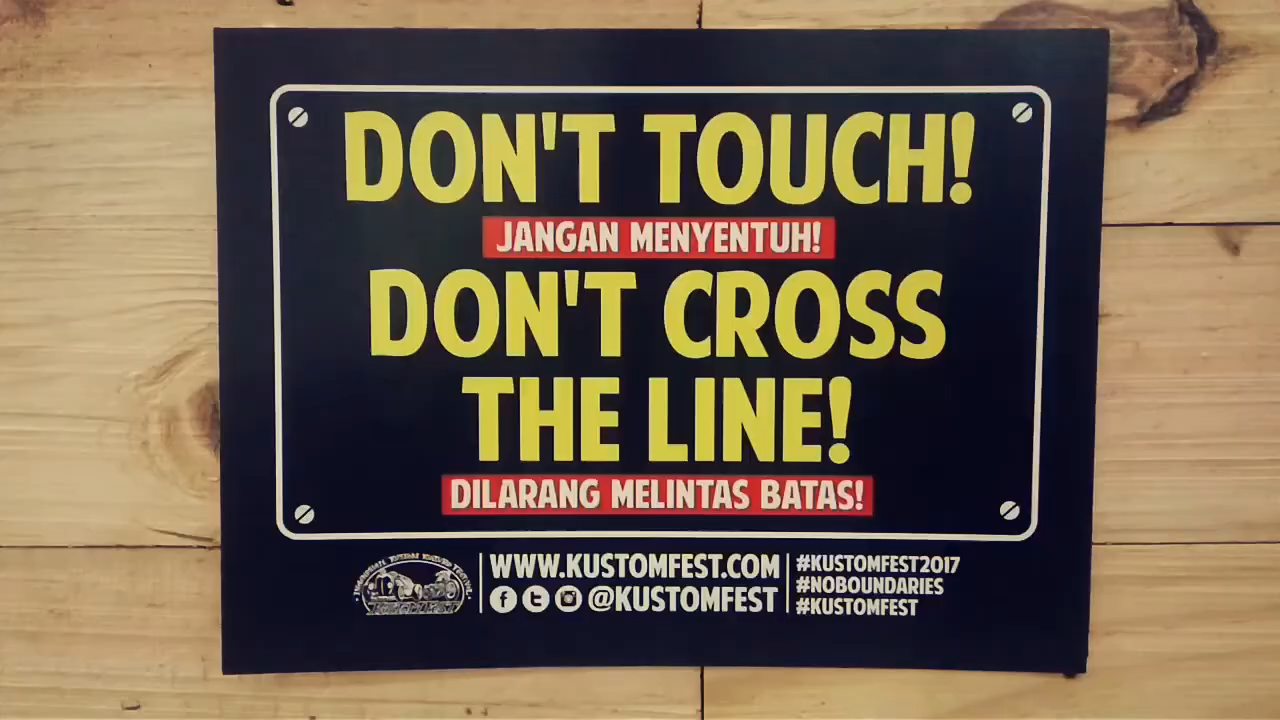 DON'T TOUCH!
JANGAN MENYENTUH!
DON'T CROSS
THE LINE!
DILARANG MELINTAS BATAS!
WWW.KUSTOMFEST.COM
@KUSTOMFEST
#KUSTOMFEST2017
#NOBOUNDARIES
#KUSTOMFEST